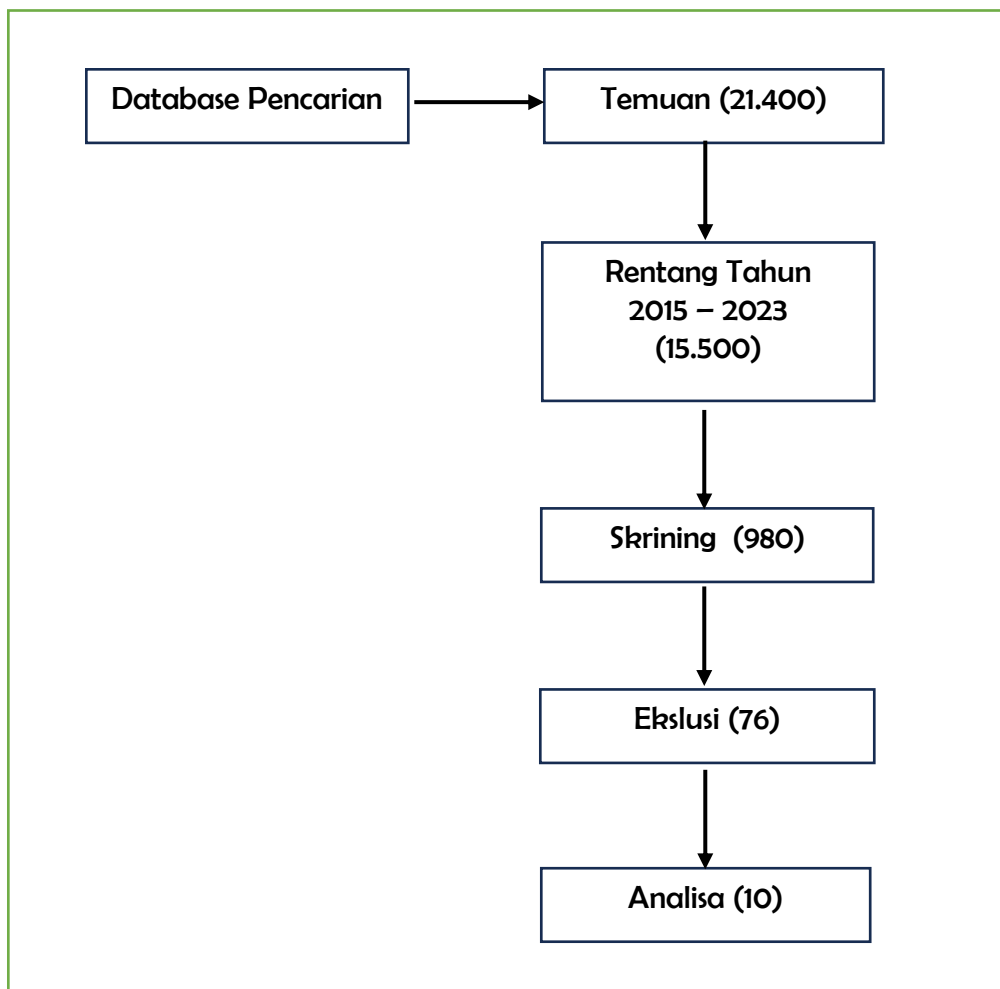 Database Pencarian
Temuan (21.400)
Rentang Tahun
2015 – 2023
(15.500)
Skrining (980)
Ekslusi (76)
Analisa (10)